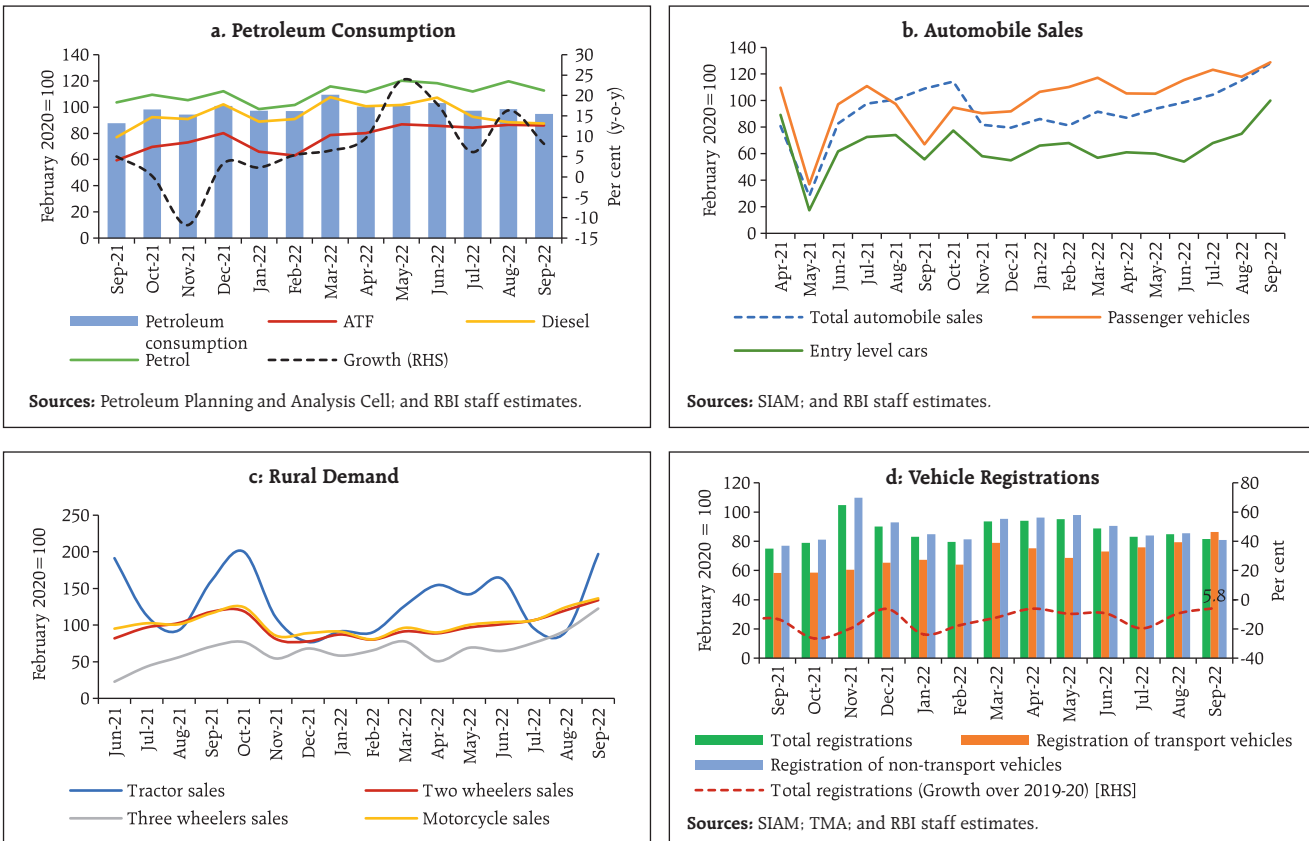 a. Petroleum Consumption
February 2020=100
140
120
100
80
60
40
20
0
30
25
20
15
10
5
0
-5
-10
-15
Per cent (y-o-y)
Sep-21
Oct-21
Nov-21
Dec-21
Jan-22
Feb-22
Mar-22
Apr-22
May-22
Jun-22
Jul-22
Aug-22
Sep-22
Petroleum consumption
ATF
Diesel
Petrol
Growth (RHS)
Sources: Petroleum Planning and Analysis Cell; and RBI staff estimates.
b. Automobile Sales
February 2020=100
140
120
100
80
60
40
20
0
Apr-21
May-21
Jun-21
Jul-21
Aug-21
Sep-21
Oct-21
Nov-21
Dec-21
Jan-22
Feb-22
Mar-22
Apr-22
May-22
Jun-22
Jul-22
Aug-22
Sep-22
Total automobile sales
Passenger vehicles
Entry level cars
Sources: SIAM; and RBI staff estimates.
c: Rural Demand
February 2020=100
250
200
150
100
50
0
Jun-21
Jul-21
Aug-21
Sep-21
Oct-21
Nov-21
Dec-21
Jan-22
Feb-22
Mar-22
Apr-22
May-22
Jun-22
Jul-22
Aug-22
Sep-22
Tractor sales
Two wheelers sales
Three wheelers sales
Motorcycle sales
d: Vehicle Registrations
February 2020 = 100
120
100
80
60
40
20
0
80
60
40
20
0
-20
-40
Per cent
5.8
Sep-21
Oct-21
Nov-21
Dec-21
Jan-22
Feb-22
Mar-22
Apr-22
May-22
Jun-22
Jul-22
Aug-22
Sep-22
Total registrations
Registration of transport vehicles
Registration of non-transport vehicles
Total registrations (Growth over 2019-20) [RHS]
Sources: SIAM; TMA; and RBI staff estimates.